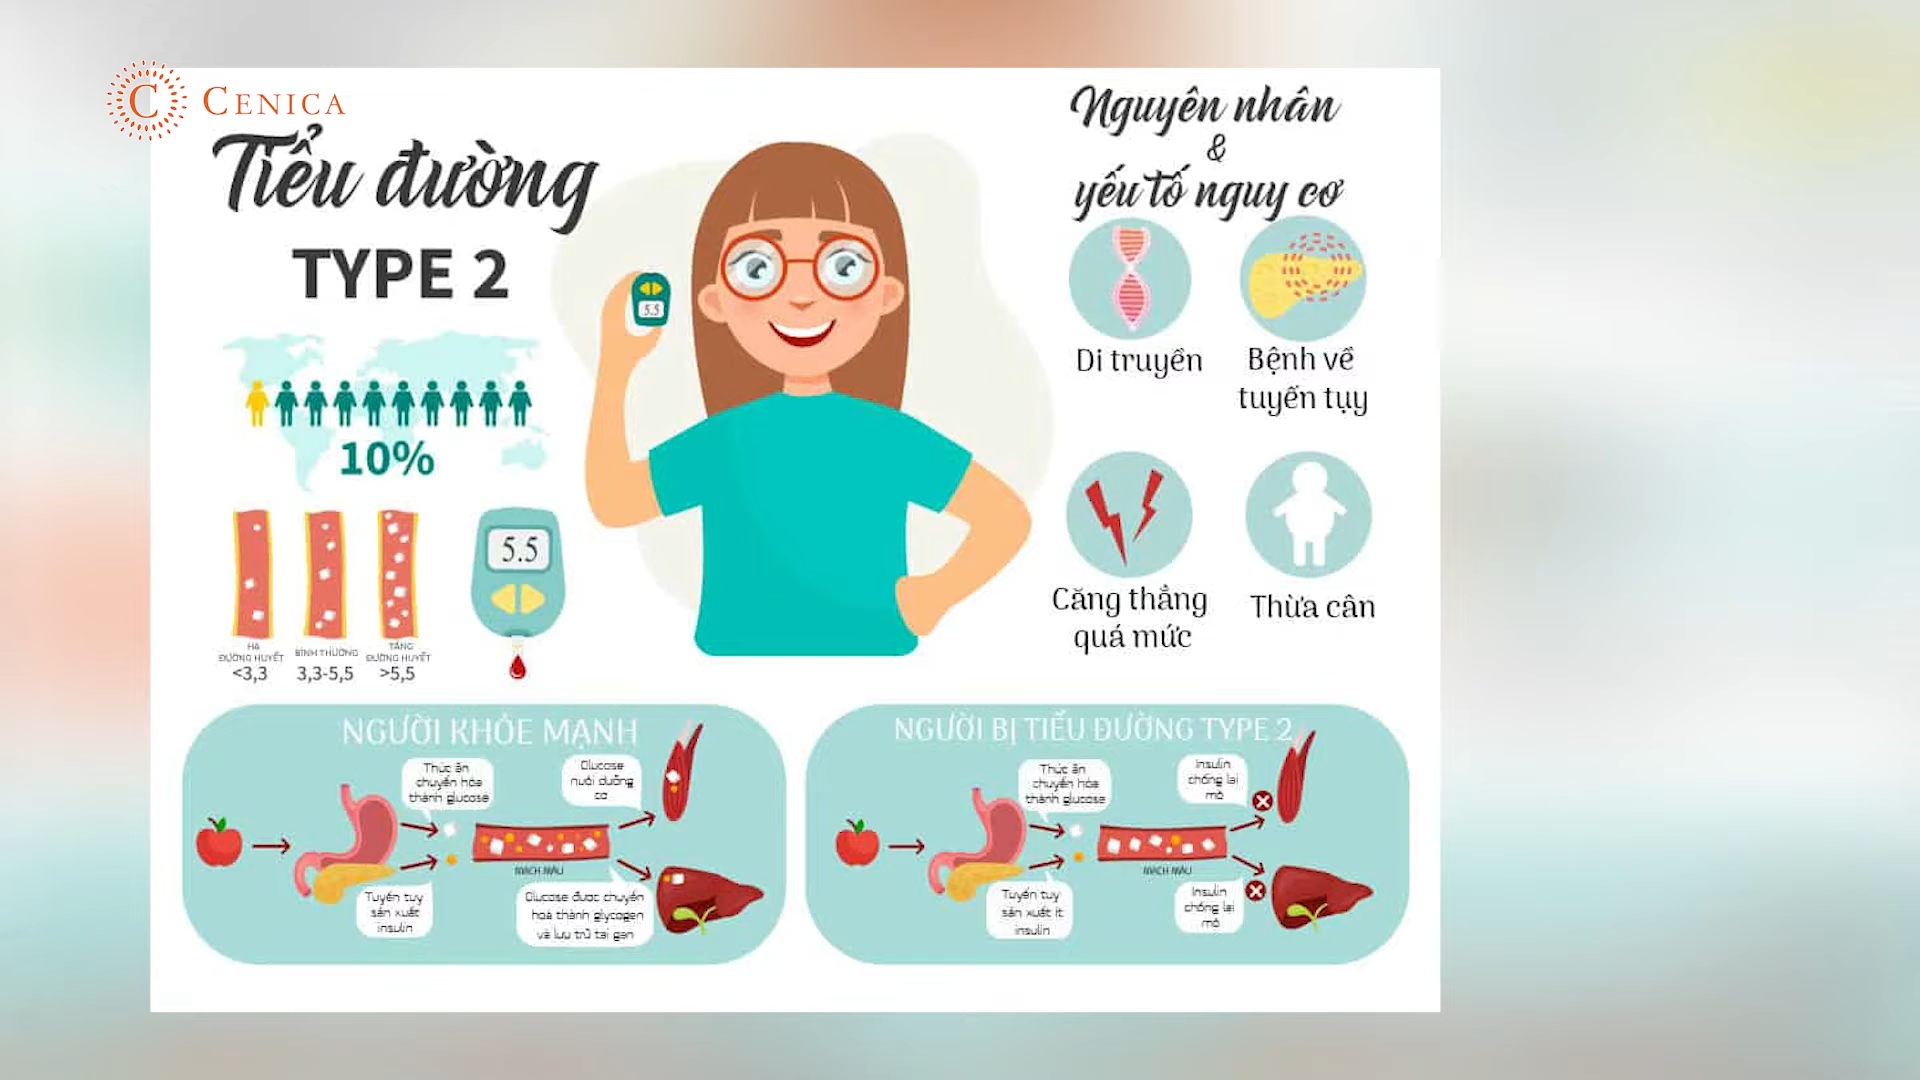 CENICA
Tiểu đường
TYPE 2
10%
5.5
HẠ
ĐƯỜNG HUYẾT
<3,3
BÌNH THƯỜNG
3,3-5,5
TĂNG
ĐƯỜNG HUYẾT
>5,5
5.5
Nguyên nhân
&
yếu tố nguy cơ
Di truyền
Bệnh về
tuyến tụy
Căng thẳng
quá mức
Thừa cân
NGƯỜI KHỎE MẠNH
Thức ăn
chuyển hóa
thành glucose
Glucose
nuôi dưỡng
cơ
MẠCH MÁU
Tuyến tụy
sản xuất
insulin
Glucose được chuyển
hoá thành glycogen
và lưu trữ tại gan
NGƯỜI BỊ TIỂU ĐƯỜNG TYPE 2
Thức ăn
chuyển hóa
thành glucose
Insulin
chống lại
mô
MẠCH MÁU
Tuyến tụy
sản xuất ít
insulin
Insulin
chống lại
mô